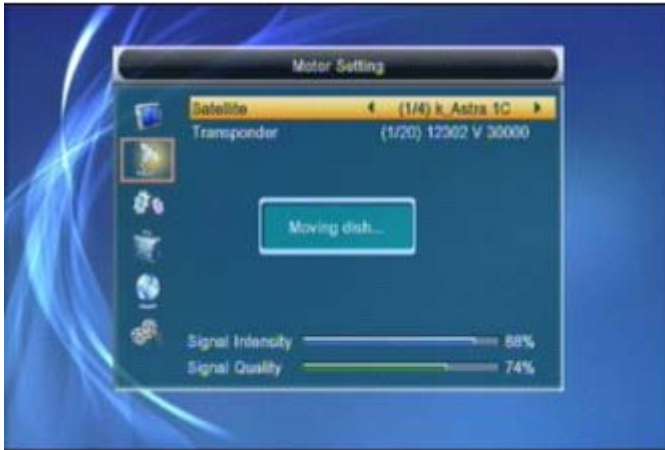 Motor Setting
Satellite (1/4) k_Astra 1C
Transponder (1/20) 12302 V 30000
Moving dish...
Signal Intensity 88%
Signal Quality 74%